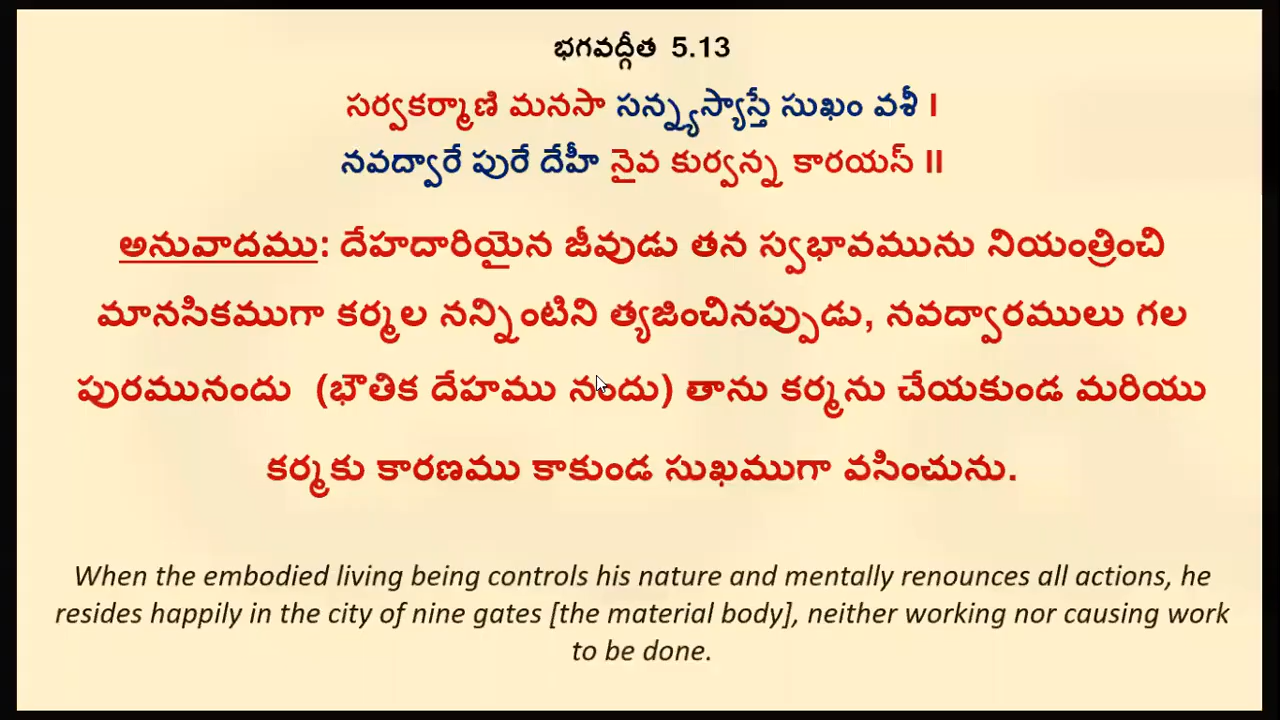 భగవద్గీత 5.13
సర్వకర్మాణి మనసా సన్న్యస్యాస్తే సుఖం వశీ I
నవద్వారే పురే దేహీ నైవ కుర్వన్న కారయస్ II
అనువాదము: దేహదారియైన జీవుడు తన స్వభావమును నియంత్రించి
మానసికముగా కర్మల నన్నింటిని త్యజించినప్పుడు, నవద్వారములు గల
పురమునందు (భౌతిక దేహము నందు) తాను కర్మను చేయకుండ మరియు
కర్మకు కారణము కాకుండ సుఖముగా వసించును.
When the embodied living being controls his nature and mentally renounces all actions, he
resides happily in the city of nine gates [the material body], neither working nor causing work
to be done.